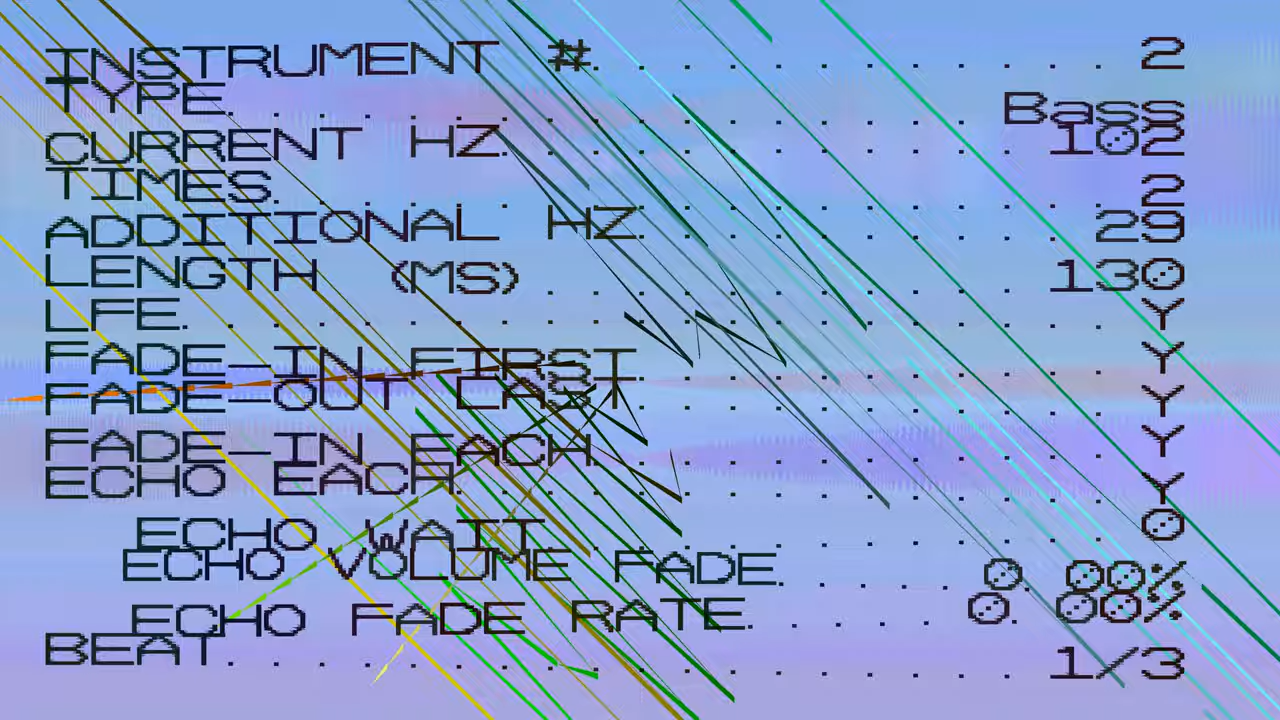 INSTRUMENT #. . . . . . . . . . . . 2
TYPE. . . . . . . . . . . . . . . . . Bass
CURRENT HZ. . . . . . . . . . . . 102
TIMES. . . . . . . . . . . . . . . . . . . 2
ADDITIONAL HZ. . . . . . . . . . 29
LENGTH (MS) . . . . . . . . . . . 130
LFE. . . . . . . . . . . . . . . . . . . . . Y
FADE-IN FIRST. . . . . . . . . . . Y
FADE-OUT LAST. . . . . . . . . . Y
FADE-IN EACH. . . . . . . . . . . . Y
ECHO EACH. . . . . . . . . . . . . . . Y
ECHO WAIT. . . . . . . . . . . . . 0
ECHO VOLUME FADE. . . . . . 0. 00%
ECHO FADE RATE. . . . . . . 0. 00%
BEAT. . . . . . . . . . . . . . . . . . 1/3